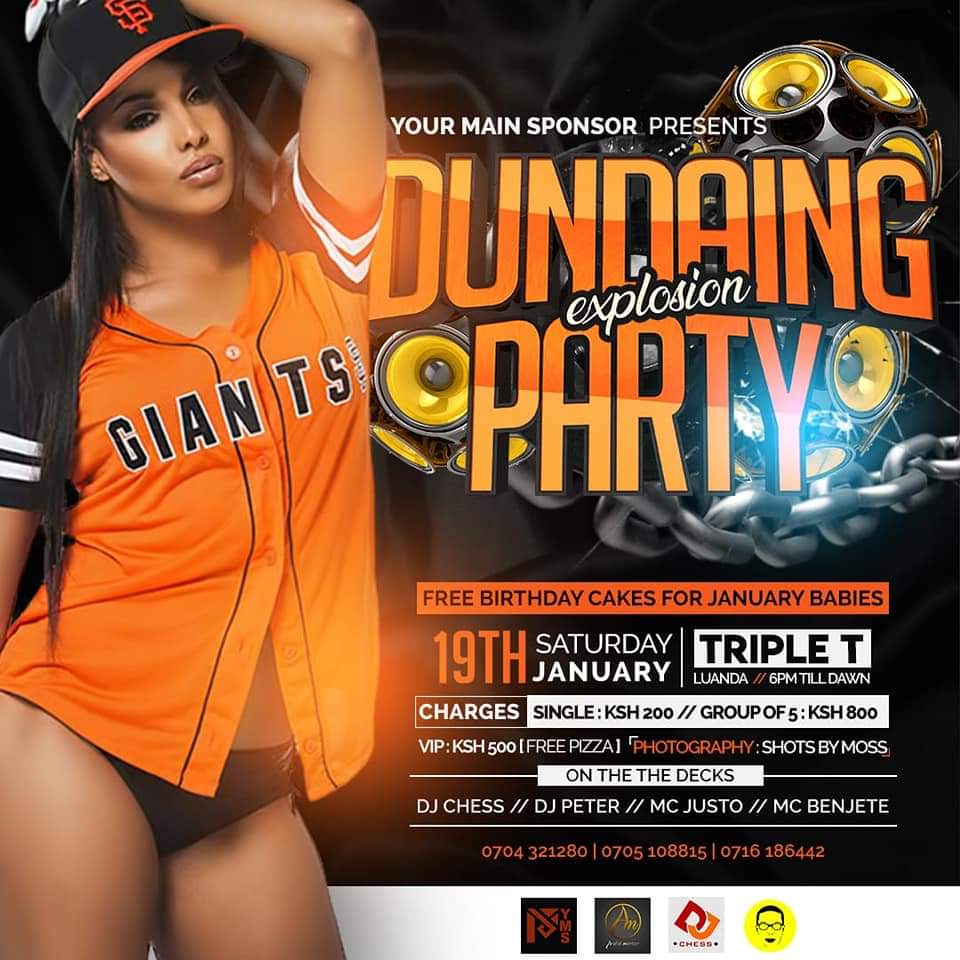 SF
YOUR MAIN SPONSOR PRESENTS
DUNDAING
explosion
PARTY
GIANTS
FREE BIRTHDAY CAKES FOR JANUARY BABIES
19TH SATURDAY JANUARY
TRIPLE T
LUANDA // 6PM TILL DAWN
CHARGES SINGLE : KSH 200 // GROUP OF 5 : KSH 800
VIP : KSH 500 [ FREE PIZZA ] 「PHOTOGRAPHY : SHOTS BY MOSS」
ON THE THE DECKS
DJ CHESS // DJ PETER // MC JUSTO // MC BENJETE
0704 321280 | 0705 108815 | 0716 186442
YMS
CHESS